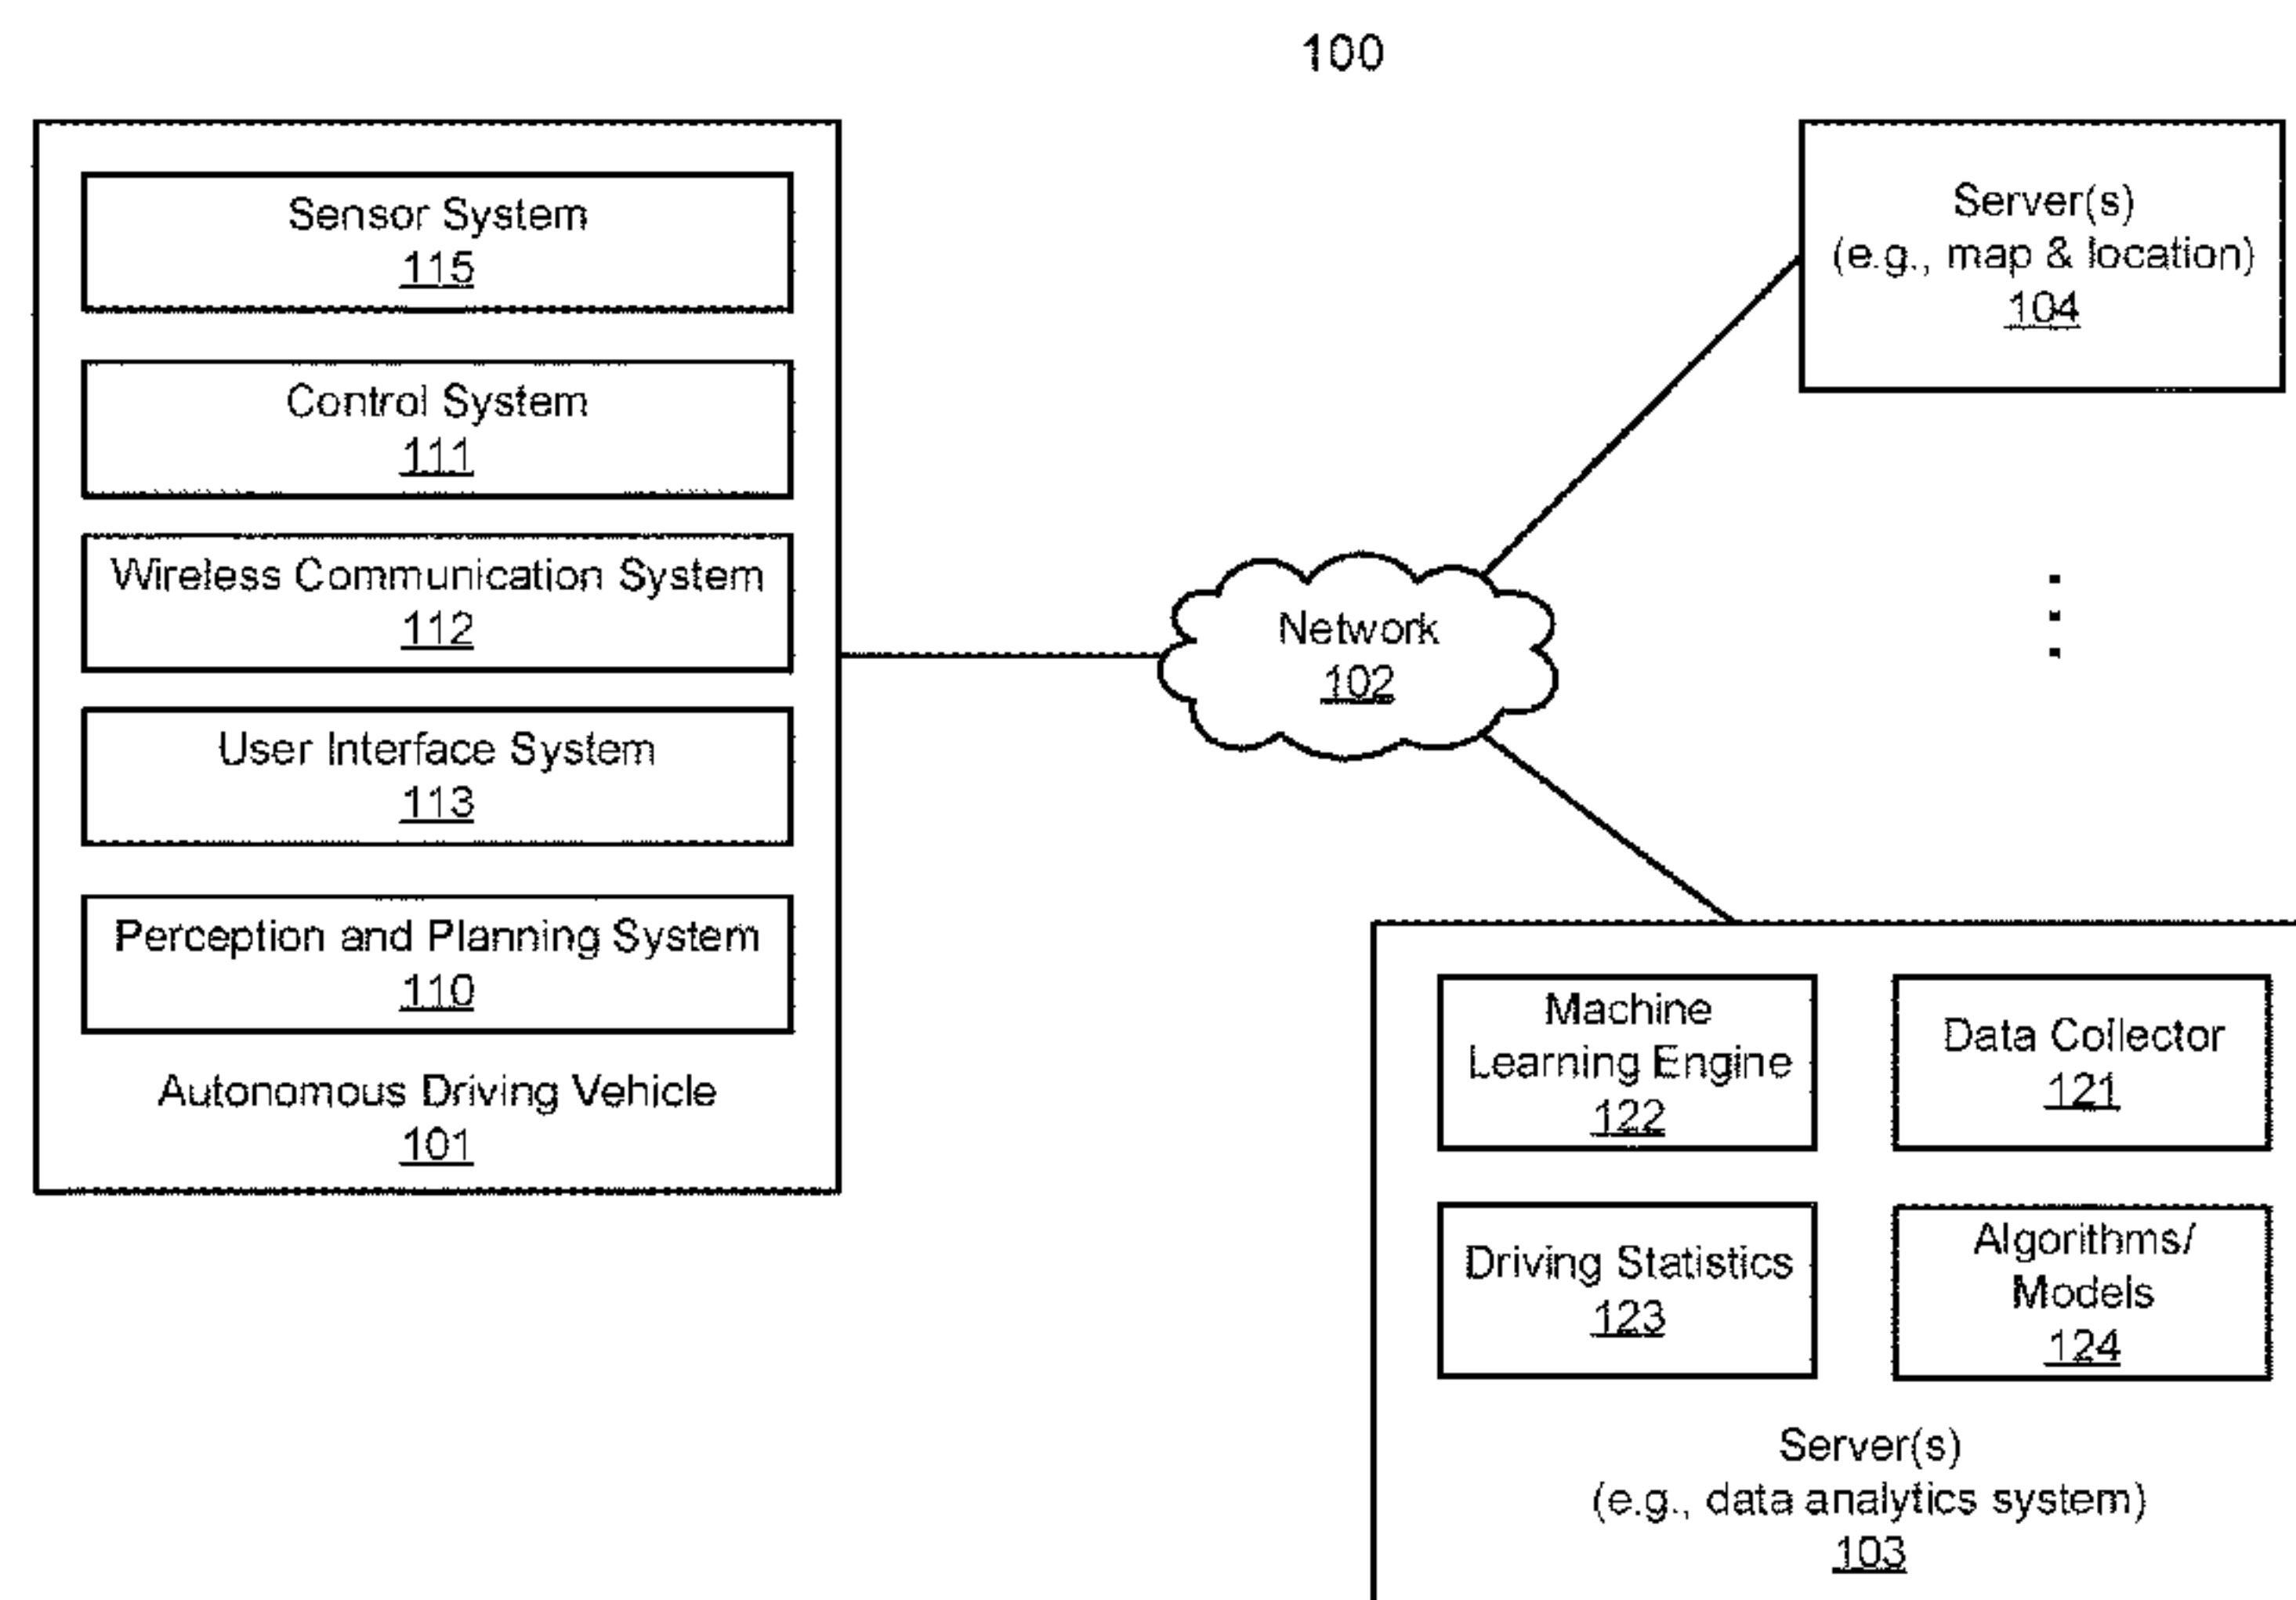 100
Sensor System
115
Control System
111
Wireless Communication System
112
User Interface System
113
Perception and Planning System
110
Autonomous Driving Vehicle
101
Network
102
Server(s)
(e.g., map & location)
104
Machine
Learning Engine
122
Data Collector
121
Driving Statistics
123
Algorithms/
Models
124
Server(s)
(e.g., data analytics system)
103